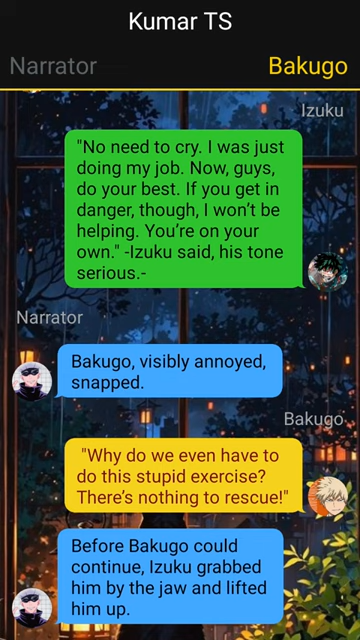 Kumar TS
Narrator
Bakugo
Izuku
"No need to cry. I was just
doing my job. Now, guys,
do your best. If you get in
danger, though, I won't be
helping. You're on your
own." -Izuku said, his tone
serious.-
Narrator
Bakugo, visibly annoyed,
snapped.
Bakugo
"Why do we even have to
do this stupid exercise?
There's nothing to rescue!"
Before Bakugo could
continue, Izuku grabbed
him by the jaw and lifted
him up.